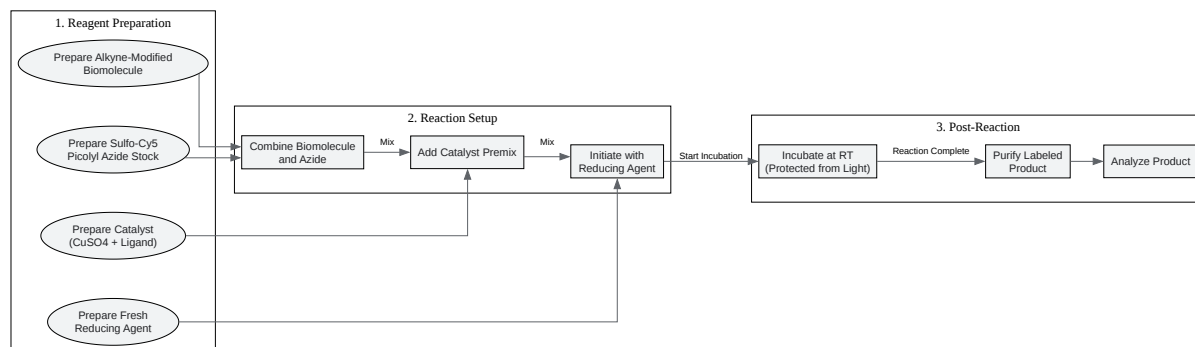 1. Reagent Preparation
Prepare Alkyne-Modified
Biomolecule
Prepare Sulfo-Cy5
Picolyl Azide Stock
Prepare Catalyst
(CuSO4 + Ligand)
Prepare Fresh
Reducing Agent
2. Reaction Setup
Combine Biomolecule
and Azide
Mix
Add Catalyst Premix
Mix
Initiate with
Reducing Agent
Start Incubation
3. Post-Reaction
Incubate at RT
(Protected from Light)
Reaction Complete
Purify Labeled
Product
Analyze Product